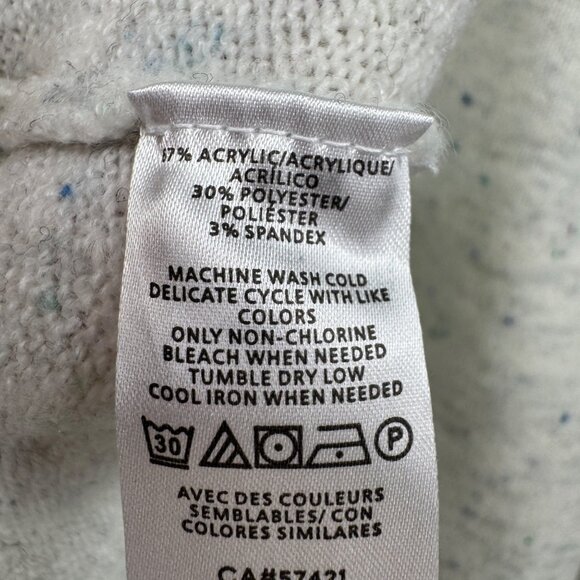 7% ACRYLIC/ACRYLIQUE/
ACRÍLICO
30% POLYESTER/
POLIÉSTER
3% SPANDEX
MACHINE WASH COLD
DELICATE CYCLE WITH LIKE
COLORS
ONLY NON-CHLORINE
BLEACH WHEN NEEDED
TUMBLE DRY LOW
COOL IRON WHEN NEEDED
30 P
AVEC DES COULEURS
SEMBLABLES/ CON
COLORES SIMILARES
CA#57421